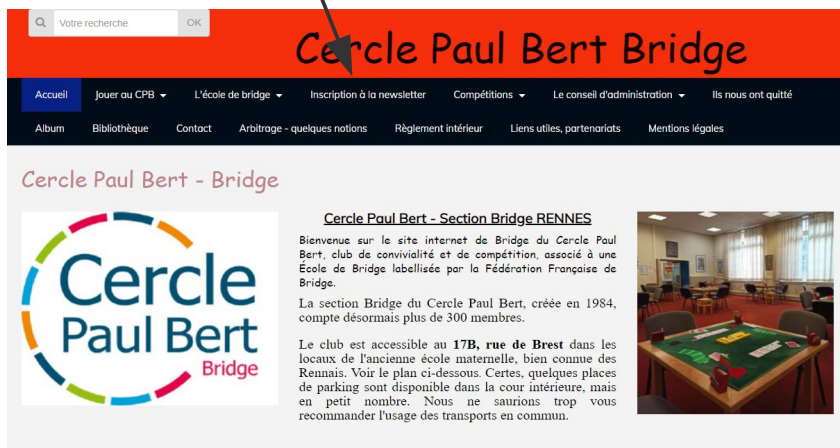 Votre recherche OK
Cercle Paul Bert Bridge
Accueil Jouer au CPB L'école de bridge Inscription à la newsletter Compétitions Le conseil d'administration Ils nous ont quitté
Album Bibliothèque Contact Arbitrage - quelques notions Règlement intérieur Liens utiles, partenariats Mentions légales
Cercle Paul Bert - Bridge
Cercle
Paul Bert
Bridge
Cercle Paul Bert - Section Bridge RENNES
Bienvenue sur le site internet de Bridge du Cercle Paul
Bert, club de convivialité et de compétition, associé à une
École de Bridge labellisée par la Fédération Française de
Bridge.
La section Bridge du Cercle Paul Bert, créée en 1984,
compte désormais plus de 300 membres.
Le club est accessible au 17B, rue de Brest dans les
locaux de l'ancienne école maternelle, bien connue des
Rennais. Voir le plan ci-dessous. Certes, quelques places
de parking sont disponible dans la cour intérieure, mais
en petit nombre. Nous ne saurions trop vous
recommander l'usage des transports en commun.